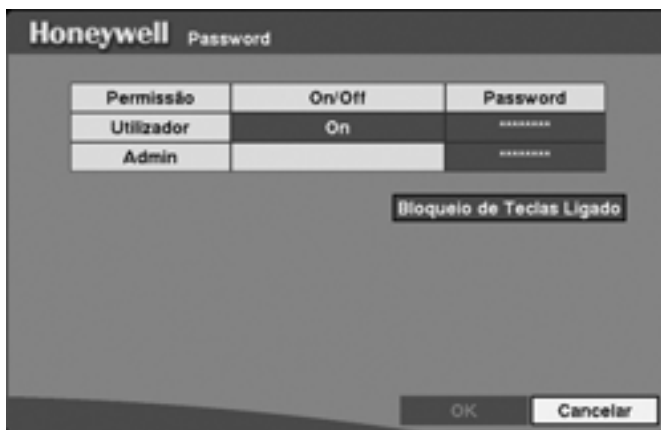 Honeywell Password
Permissão On/Off Password
Utilizador On ********
Admin ********
Bloqueio de Teclas Ligado
OK Cancelar